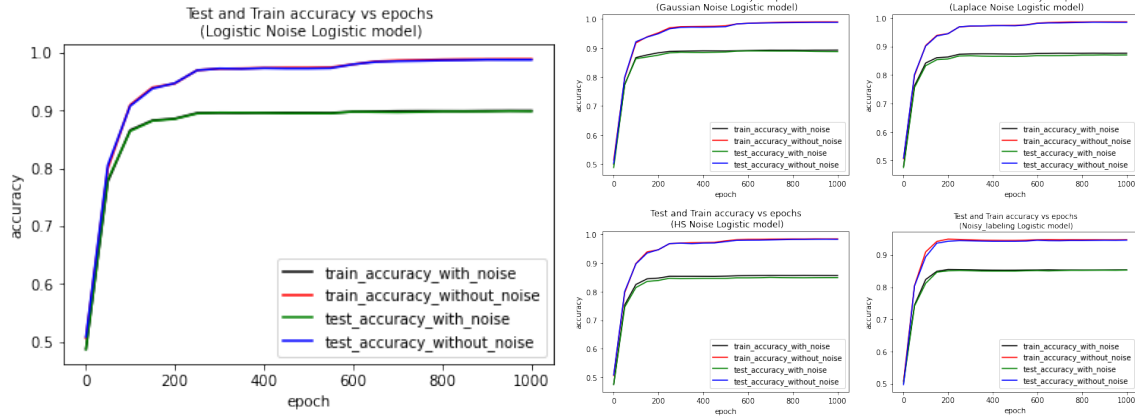 Test and Train accuracy vs epochs
(Logistic Noise Logistic model)
1.0
0.9
0.8
0.7
0.6
0.5
accuracy
train_accuracy_with_noise
train_accuracy_without_noise
test_accuracy_with_noise
test_accuracy_without_noise
0 200 400 600 800 1000
epoch
(Gaussian Noise Logistic model)
1.0
0.9
0.8
0.7
0.6
0.5
accuracy
train_accuracy_with_noise
train_accuracy_without_noise
test_accuracy_with_noise
test_accuracy_without_noise
0 200 400 600 800 1000
epoch
(Laplace Noise Logistic model)
1.0
0.9
0.8
0.7
0.6
0.5
accuracy
train_accuracy_with_noise
train_accuracy_without_noise
test_accuracy_with_noise
test_accuracy_without_noise
0 200 400 600 800 1000
epoch
Test and Train accuracy vs epochs
(HS Noise Logistic model)
1.0
0.9
0.8
0.7
0.6
0.5
accuracy
train_accuracy_with_noise
train_accuracy_without_noise
test_accuracy_with_noise
test_accuracy_without_noise
0 200 400 600 800 1000
epoch
Test and Train accuracy vs epochs
(Noisy_labeling Logistic model)
0.9
0.8
0.7
0.6
0.5
accuracy
train_accuracy_with_noise
train_accuracy_without_noise
test_accuracy_with_noise
test_accuracy_without_noise
0 200 400 600 800 1000
epoch